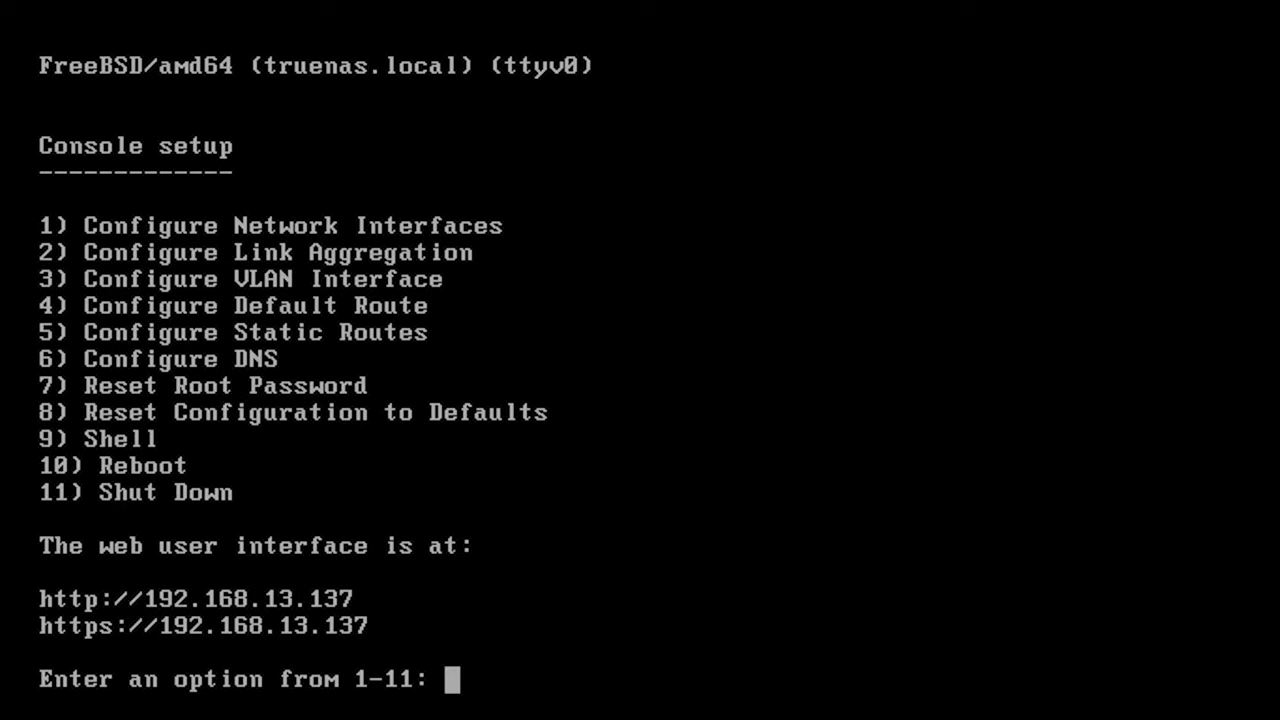 FreeBSD/amd64 (truenas.local) (ttyv0)
Console setup
-------------
1) Configure Network Interfaces
2) Configure Link Aggregation
3) Configure VLAN Interface
4) Configure Default Route
5) Configure Static Routes
6) Configure DNS
7) Reset Root Password
8) Reset Configuration to Defaults
9) Shell
10) Reboot
11) Shut Down
The web user interface is at:
http://192.168.13.137
https://192.168.13.137
Enter an option from 1-11: